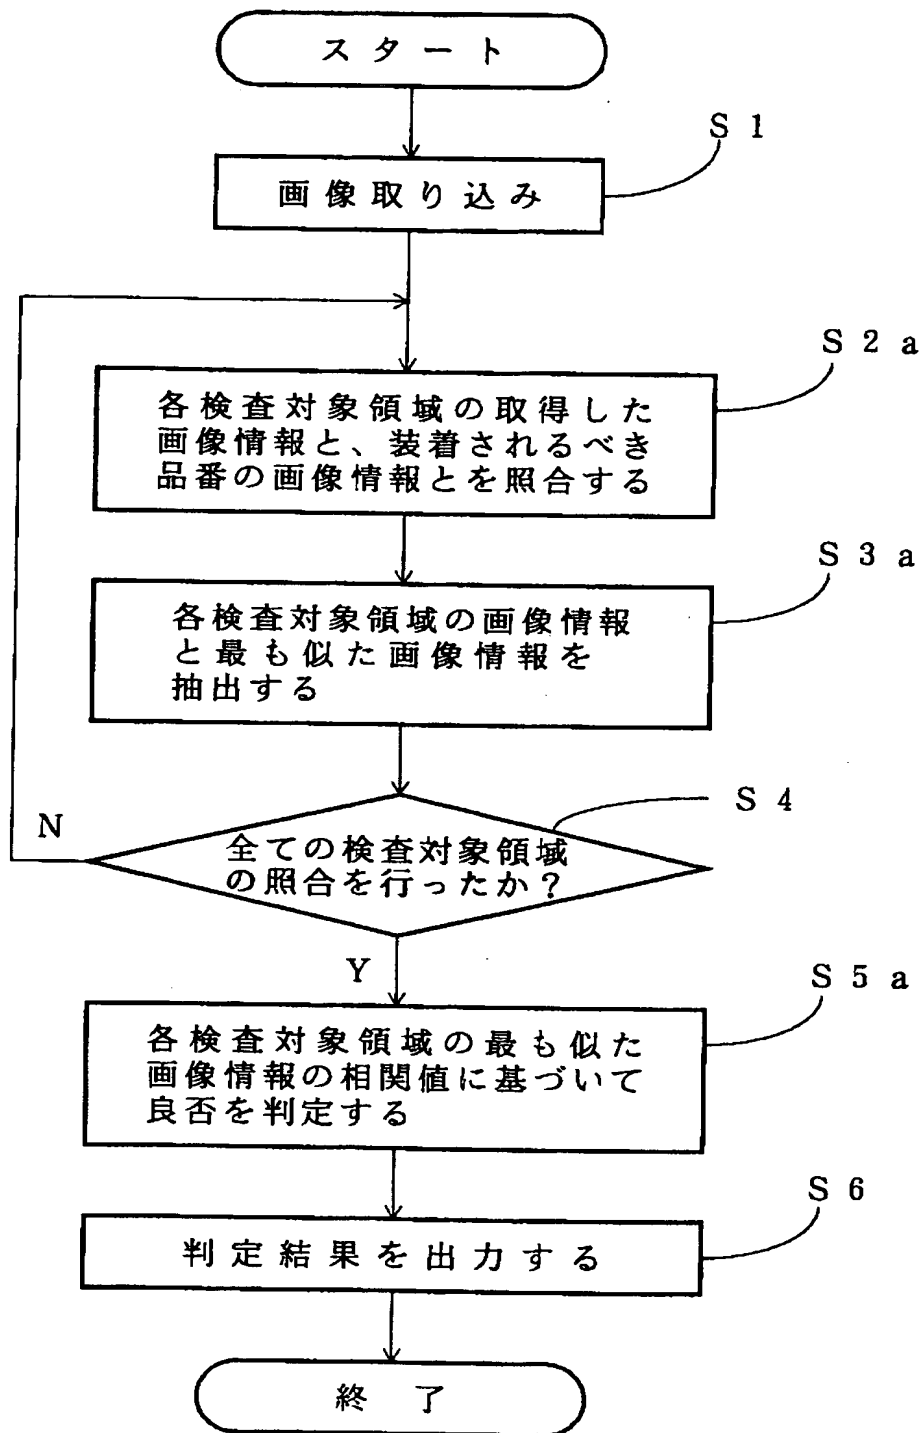 スタート
S1
画像取り込み
S2a
各検査対象領域の取得した
画像情報と、装着されるべき
品番の画像情報とを照合する
S3a
各検査対象領域の画像情報
と最も似た画像情報を
抽出する
S4
N
全ての検査対象領域
の照合を行ったか？
Y
S5a
各検査対象領域の最も似た
画像情報の相関値に基づいて
良否を判定する
S6
判定結果を出力する
終了